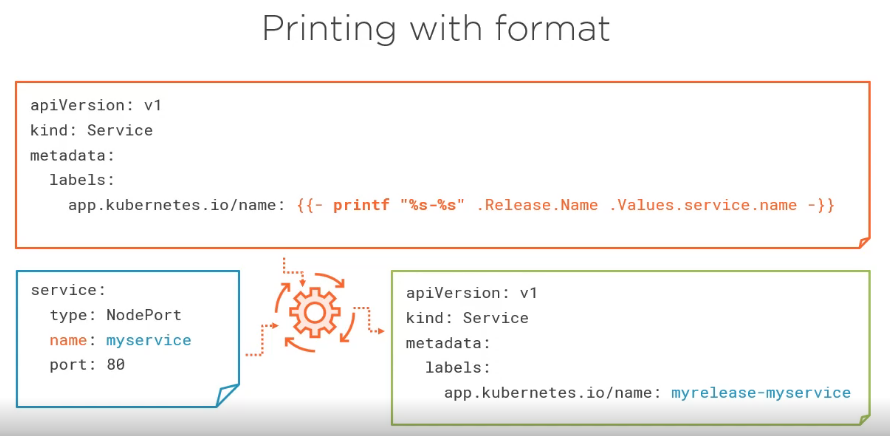 Printing with format
apiVersion: v1
kind: Service
metadata:
  labels:
    app.kubernetes.io/name: {{- printf "%s-%s" .Release.Name .Values.service.name -}}
service:
  type: NodePort
  name: myservice
  port: 80
apiVersion: v1
kind: Service
metadata:
  labels:
    app.kubernetes.io/name: myrelease-myservice